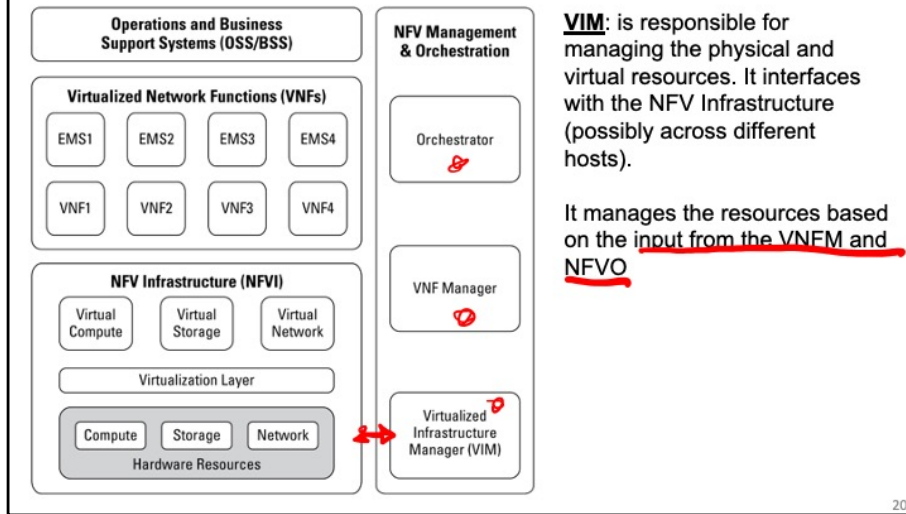 Operations and Business
Support Systems (OSS/BSS)
Virtualized Network Functions (VNFs)
EMS1 EMS2 EMS3 EMS4
VNF1 VNF2 VNF3 VNF4
NFV Infrastructure (NFVI)
Virtual Compute Virtual Storage Virtual Network
Virtualization Layer
Compute Storage Network
Hardware Resources
NFV Management
& Orchestration
Orchestrator
VNF Manager
Virtualized
Infrastructure
Manager (VIM)
VIM: is responsible for
managing the physical and
virtual resources. It interfaces
with the NFV Infrastructure
(possibly across different
hosts).
It manages the resources based
on the input from the VNFM and
NFVO
20